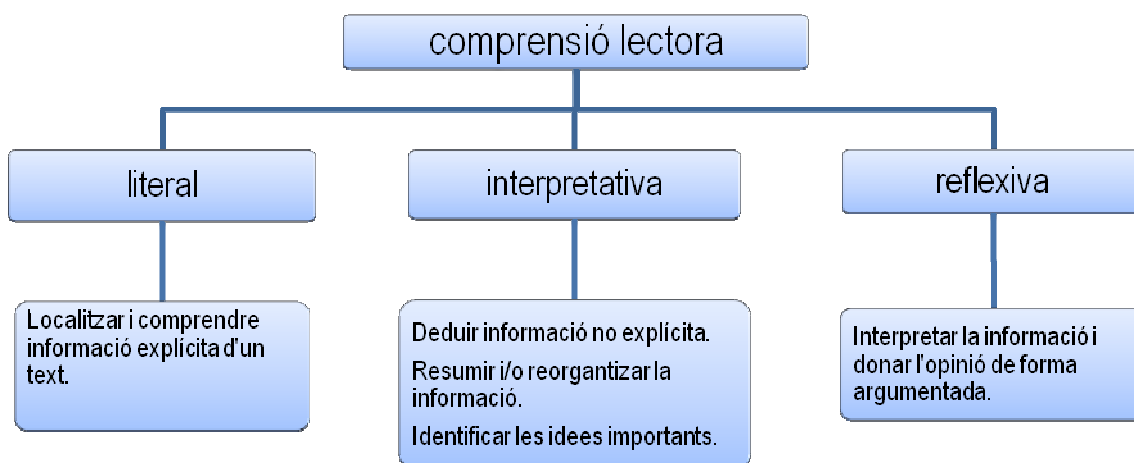 comprensió lectora
literal
interpretativa
reflexiva
Localitzar i comprendre
informació explícita d'un
text.
Deduir informació no explícita.
Resumir i/o reorgantizar la
informació.
Identificar les idees importants.
Interpretar la informació i
donar l'opinió de forma
argumentada.